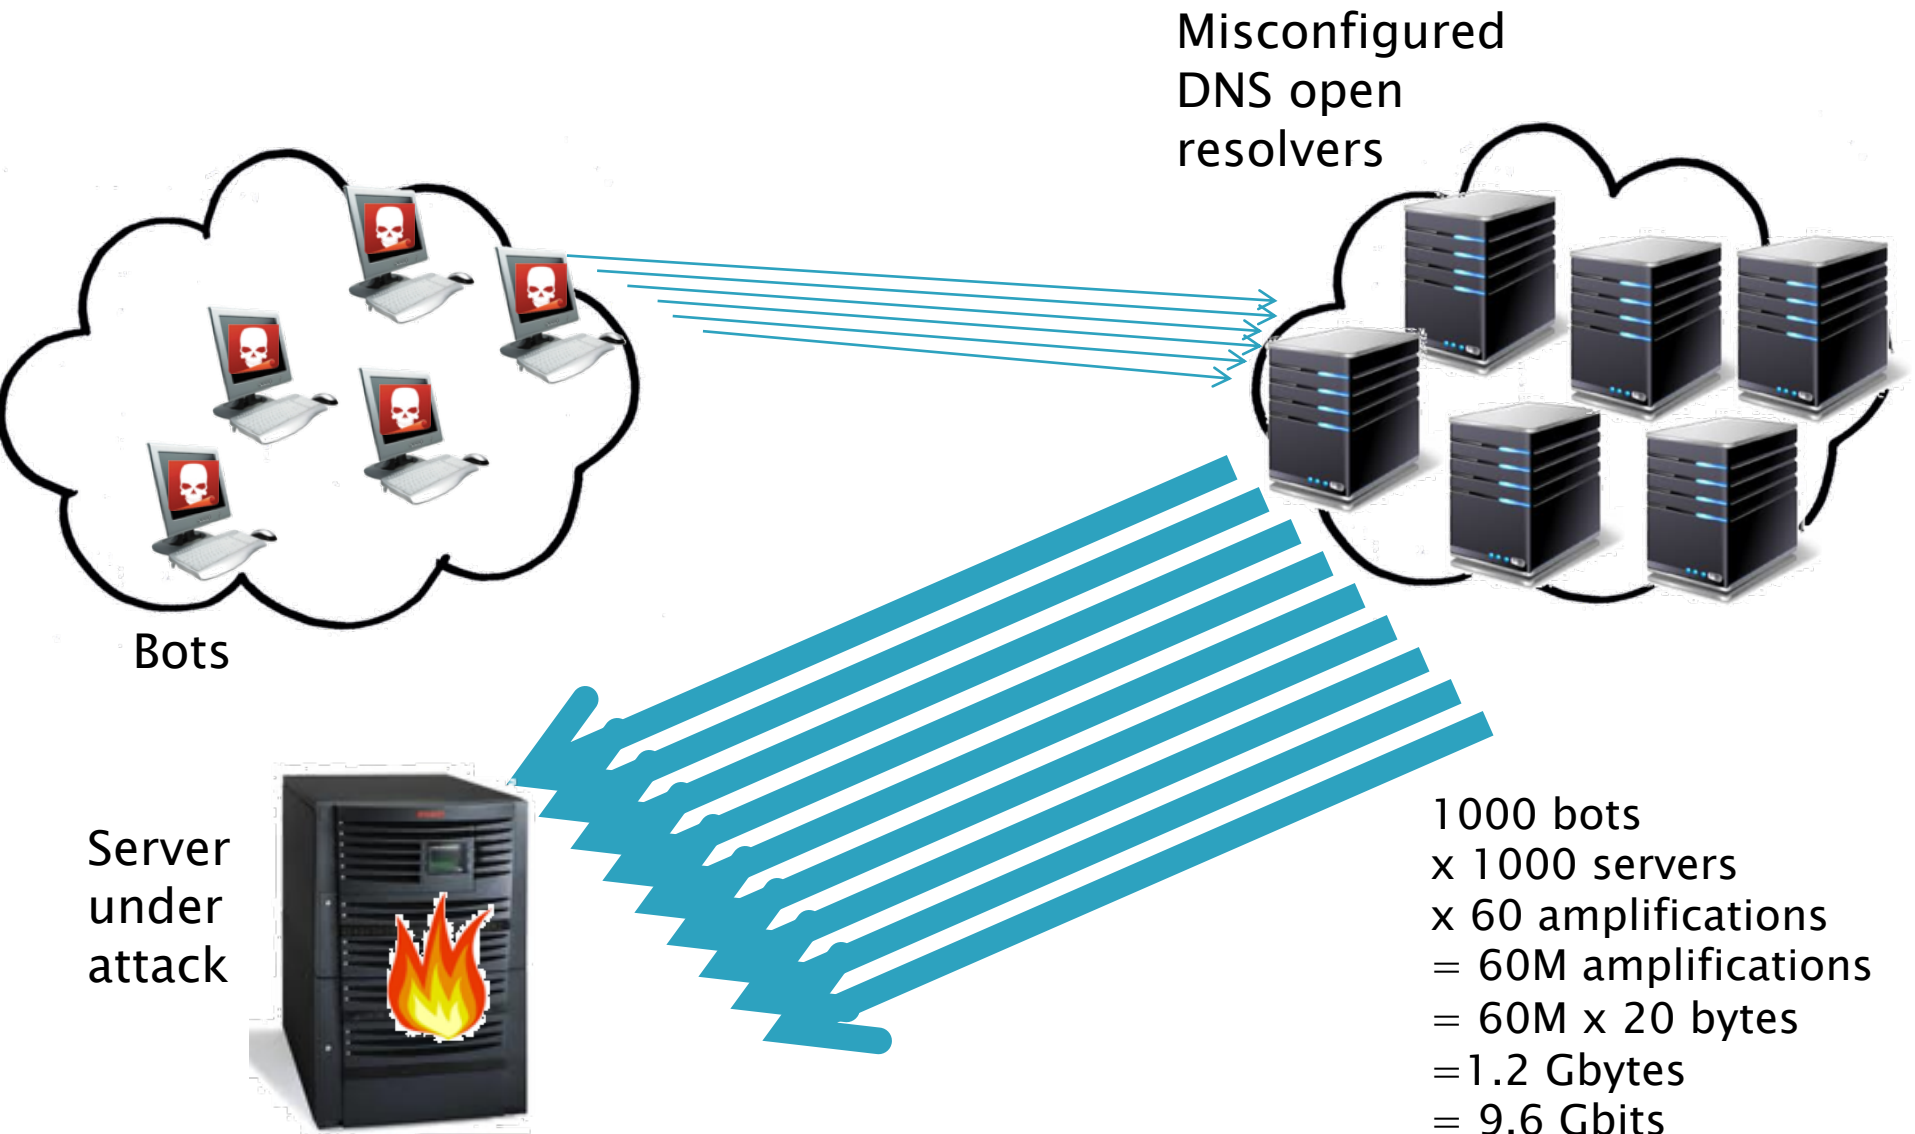 Misconfigured
DNS open
resolvers
Bots
Server
under
attack
1000 bots
x 1000 servers
x 60 amplifications
= 60M amplifications
= 60M x 20 bytes
=1.2 Gbytes
= 9.6 Gbits